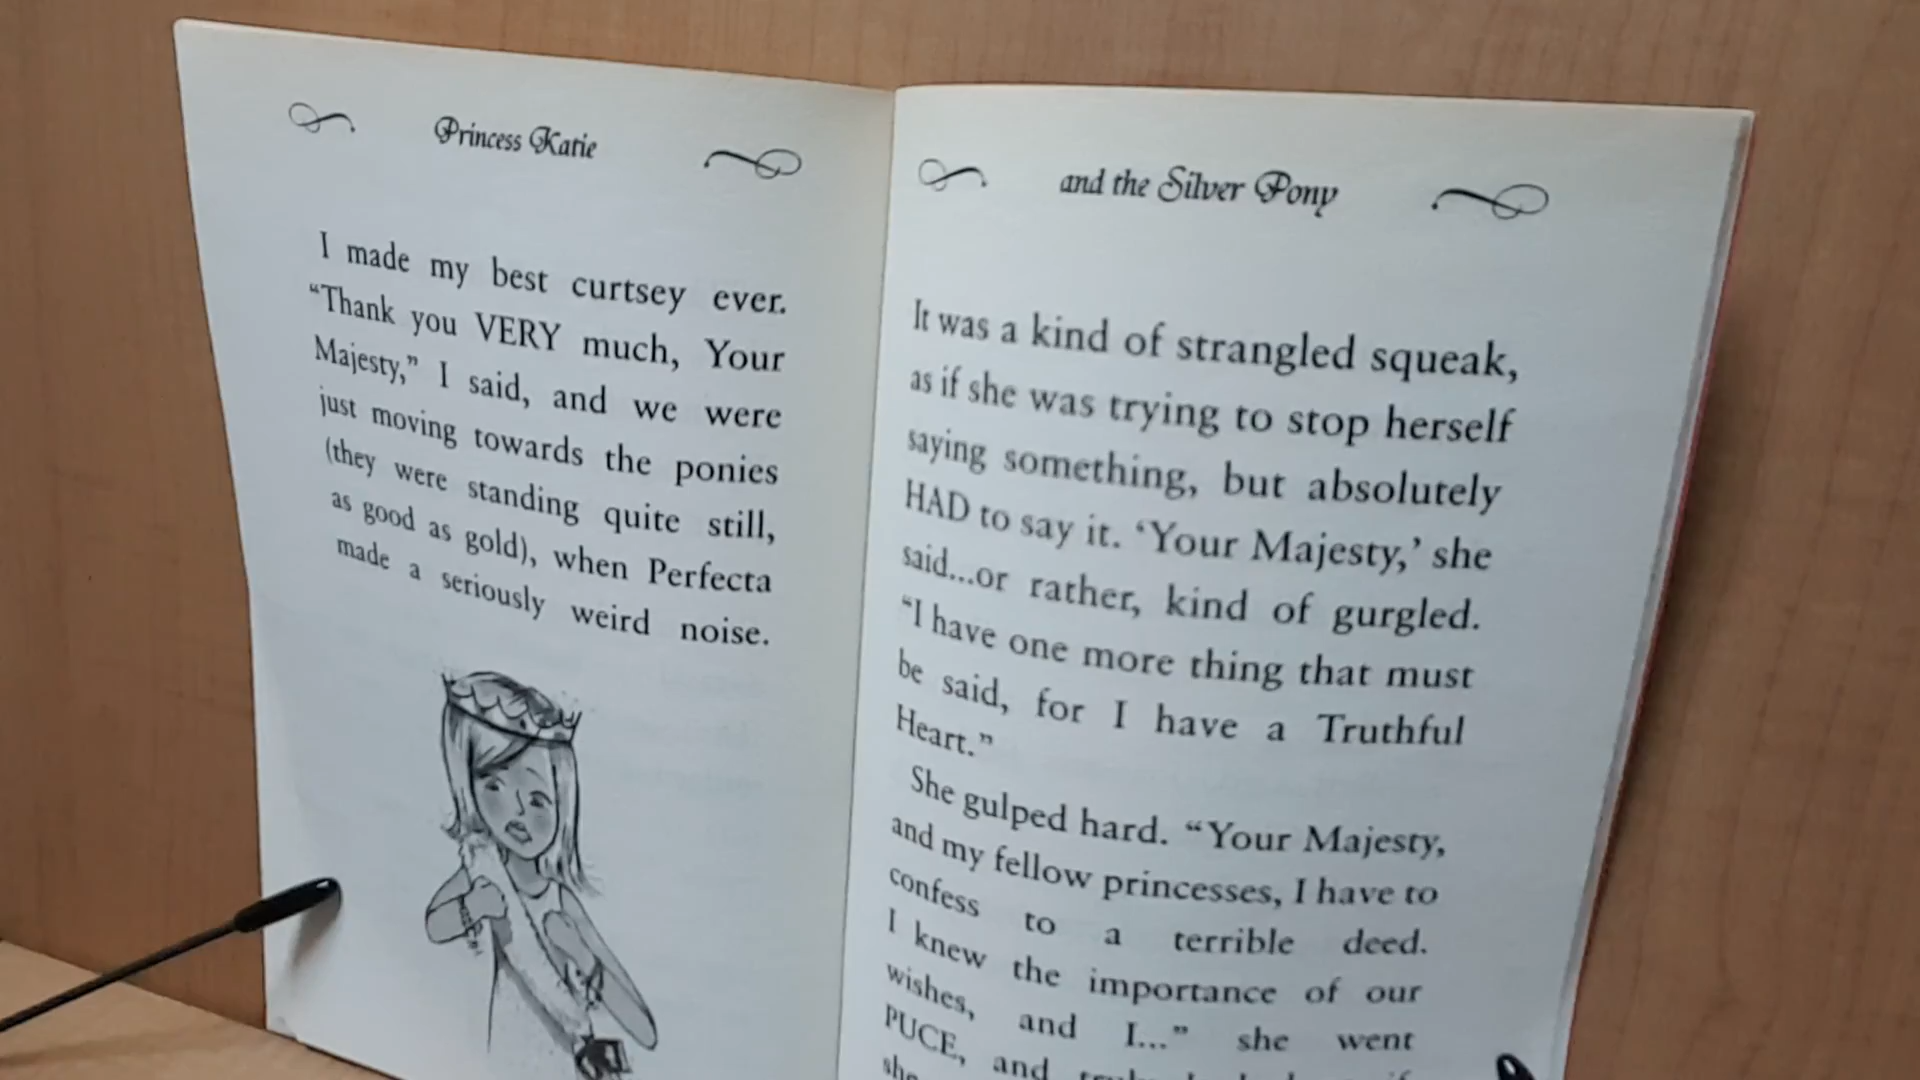 Princess Katie
I made my best curtsey ever.
“Thank you VERY much, Your
Majesty,” I said, and we were
just moving towards the ponies
(they were standing quite still,
as good as gold), when Perfecta
made a seriously weird noise.
and the Silver Pony
It was a kind of strangled squeak,
as if she was trying to stop herself
saying something, but absolutely
HAD to say it. ‘Your Majesty,’ she
said...or rather, kind of gurgled.
“I have one more thing that must
be said, for I have a Truthful
Heart.”
She gulped hard. “Your Majesty,
and my fellow princesses, I have to
confess to a terrible deed.
I knew the importance of our
wishes, and I...” she went
PUCE, and
she